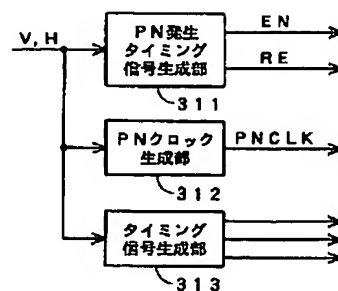 V,H
PN発生
タイミング
信号生成部
EN
RE
311
PNクロック
生成部
PNCLK
312
タイミング
信号生成部
313